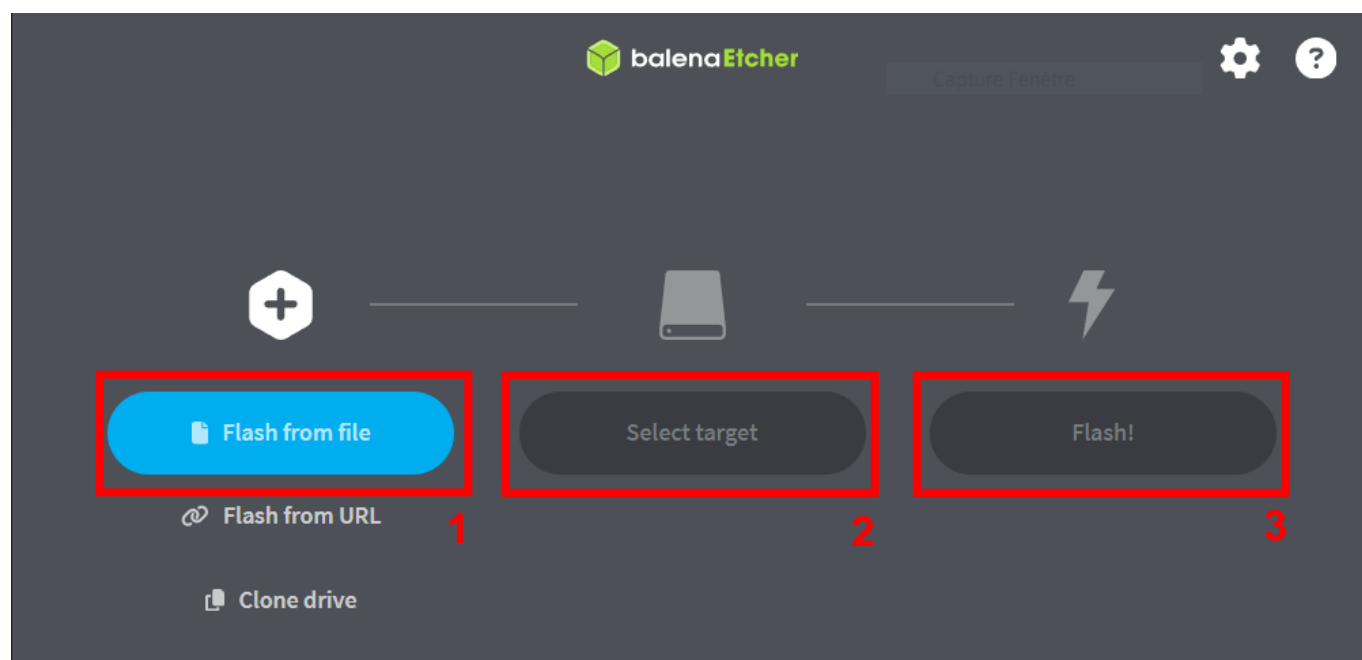 balenaEtcher
Capture Fenêtre
?
Flash from file
Select target
Flash!
Flash from URL
1
2
3
Clone drive